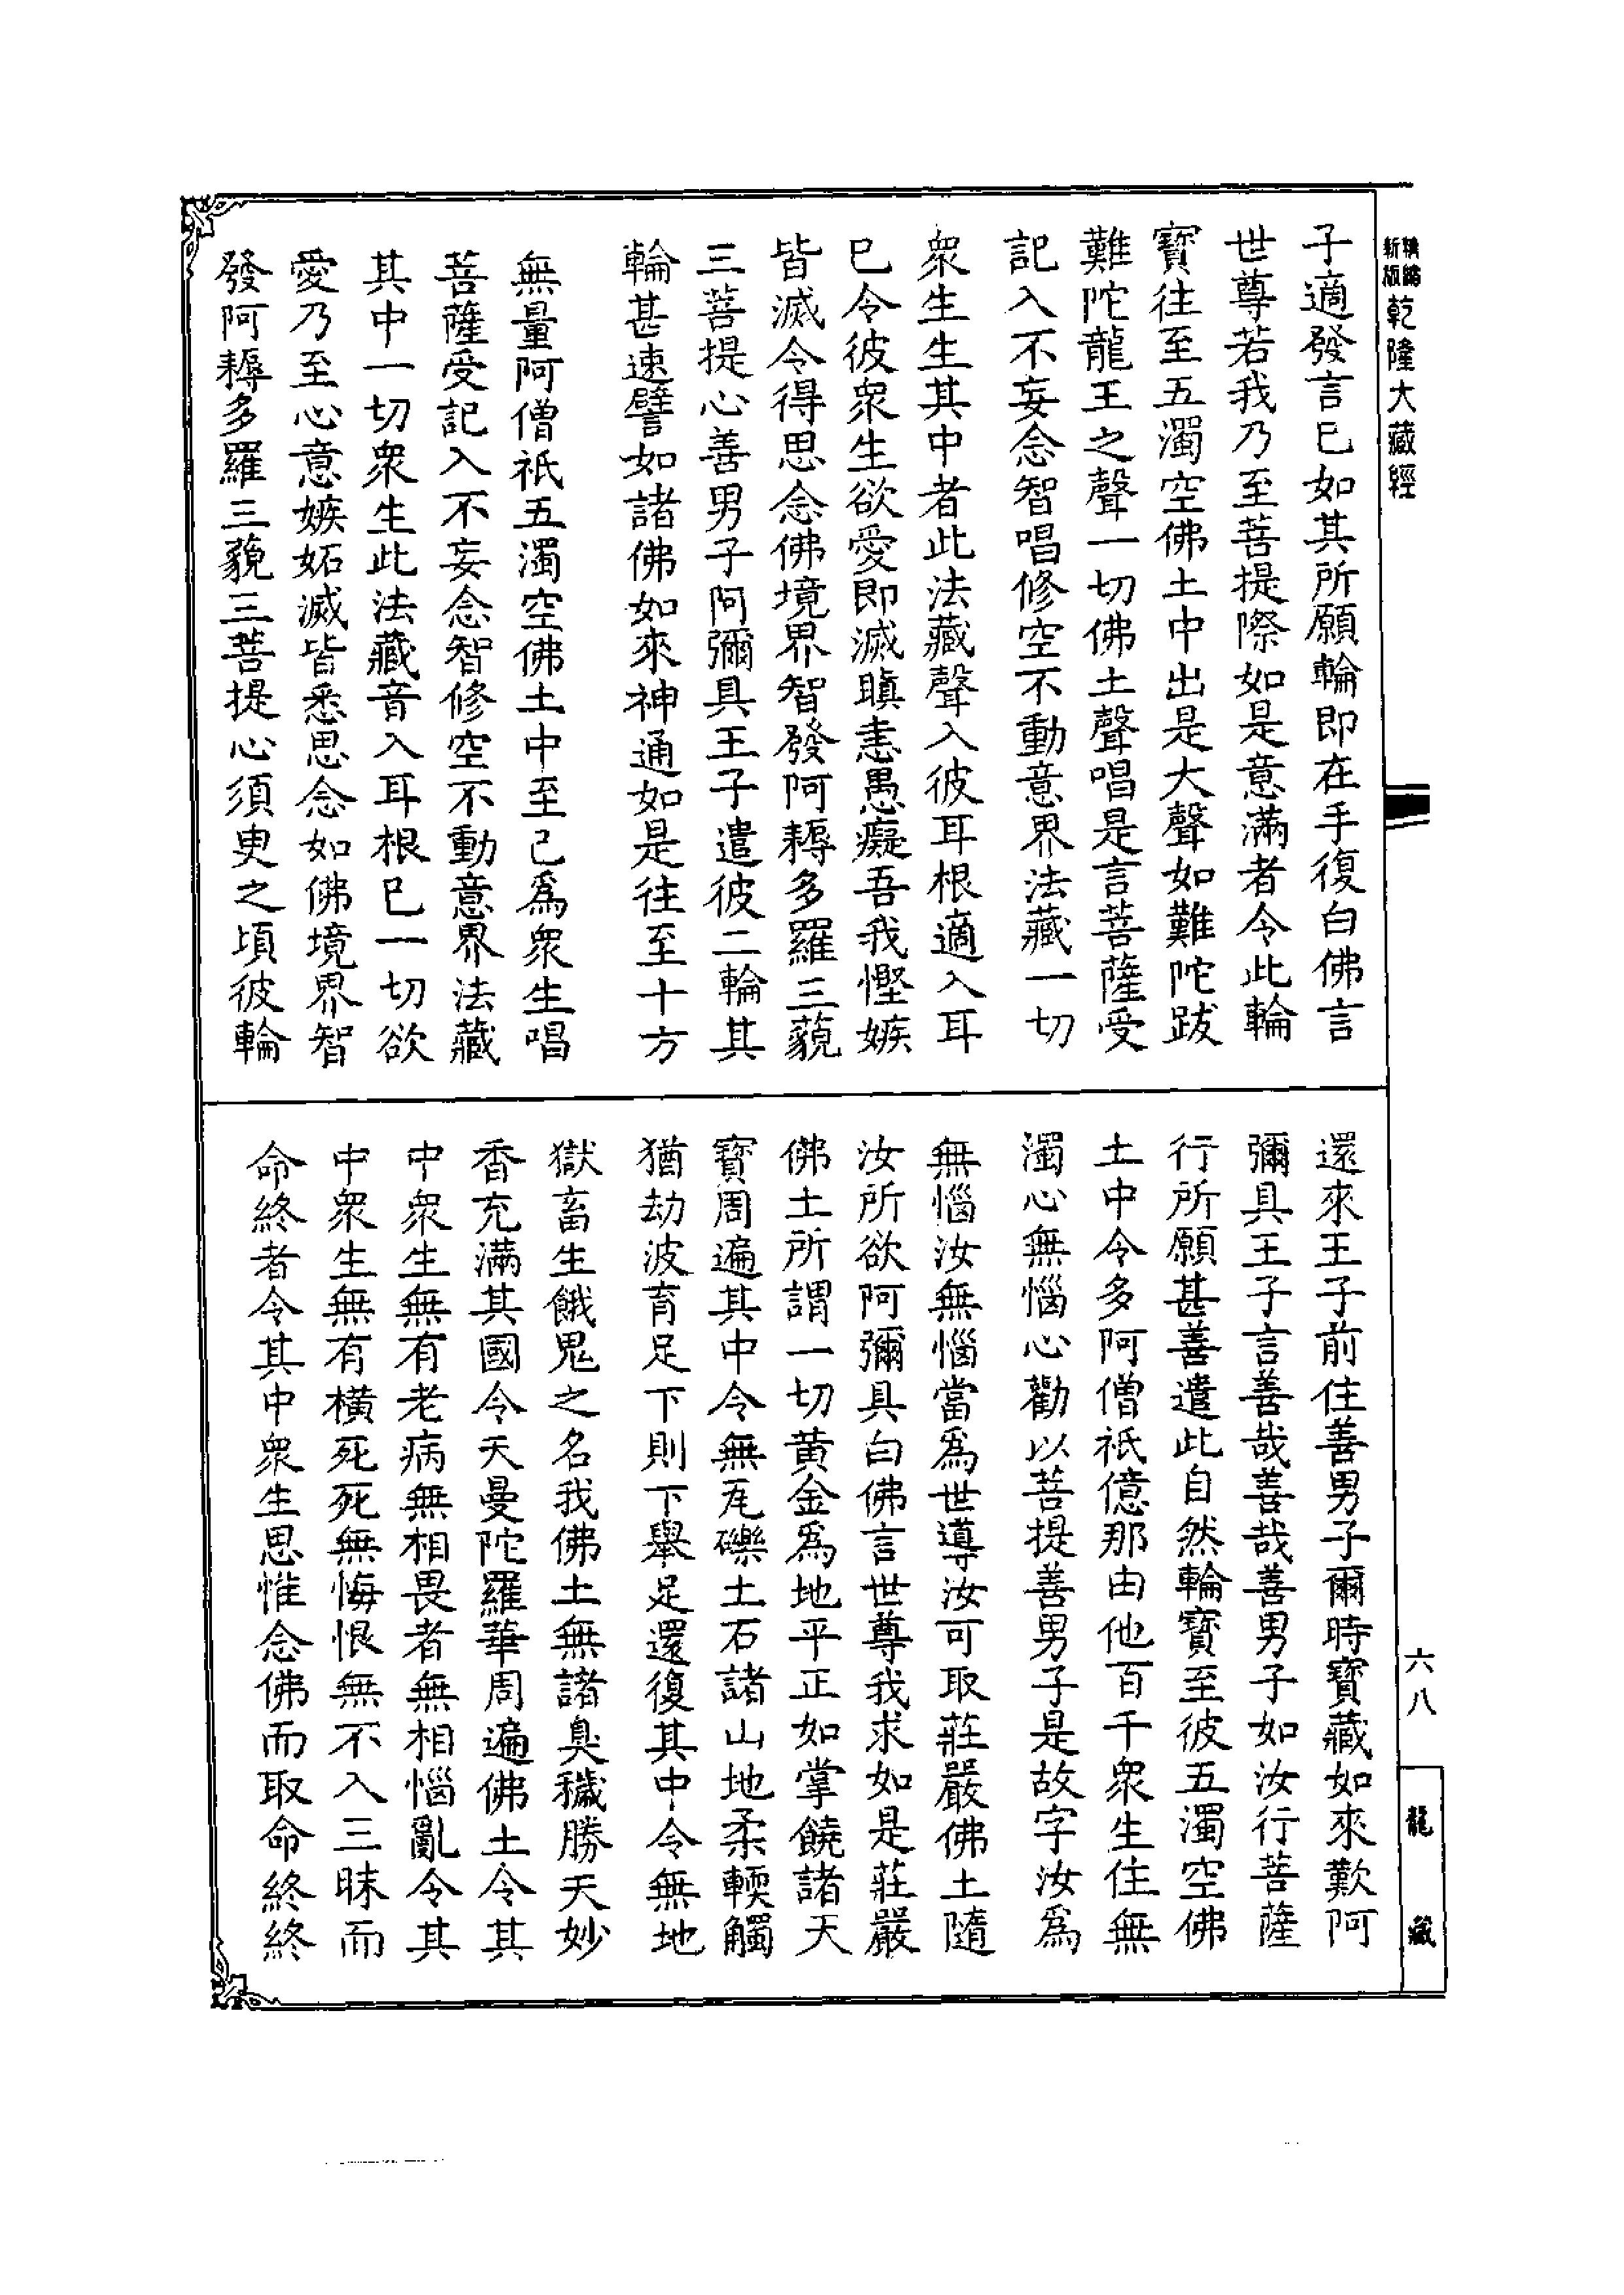 新編縮版 乾隆大藏經
子適發言已如其所願輪即在手復白佛言
世尊若我乃至菩提際如是意滿者令此輪
寶往至五濁空佛土中出是大聲如難陀跋
難陀龍王之聲一切佛土聲唱是言菩薩受
記入不妄念智唱修空不動意界法藏一切
衆生生其中者此法藏聲入彼耳根適入耳
已令彼衆生欲愛即滅瞋恚愚癡吾我慳嫉
皆滅令得思念佛境界智發阿耨多羅三藐
三菩提心善男子阿彌具王子遣彼二輪其
輪甚速譬如諸佛如來神通如是往至十方
無量阿僧祇五濁空佛土中至已爲衆生唱
菩薩受記入不妄念智修空不動意界法藏
其中一切衆生此法藏音入耳根已一切欲
愛乃至心意嫉妬滅皆悉思念如佛境界智
發阿耨多羅三藐三菩提心須臾之頃彼輪
還來王子前住善男子爾時寶藏如來歎阿
彌具王子言善哉善哉善男子如汝行菩薩
行所願甚善遣此自然輪寶至彼五濁空佛
土中令多阿僧祇億那由他百千衆生住無
濁心無惱心勸以菩提善男子是故字汝爲
無惱汝無惱當爲世導汝可取莊嚴佛土隨
汝所欲阿彌具白佛言世尊我求如是莊嚴
佛土所謂一切黄金爲地平正如掌饒諸天
寶周遍其中令無瓦礫土石諸山地柔輭觸
猶劫波育足下則下舉足還復其中令無地
獄畜生餓鬼之名我佛土無諸臭穢勝天妙
香充滿其國令天曼陀羅華周遍佛土令其
中衆生無有老病無相畏者無相惱亂令其
中衆生無有橫死死無悔恨無不入三昧而
命終者令其中衆生思惟念佛而取命終終
六八
龍藏